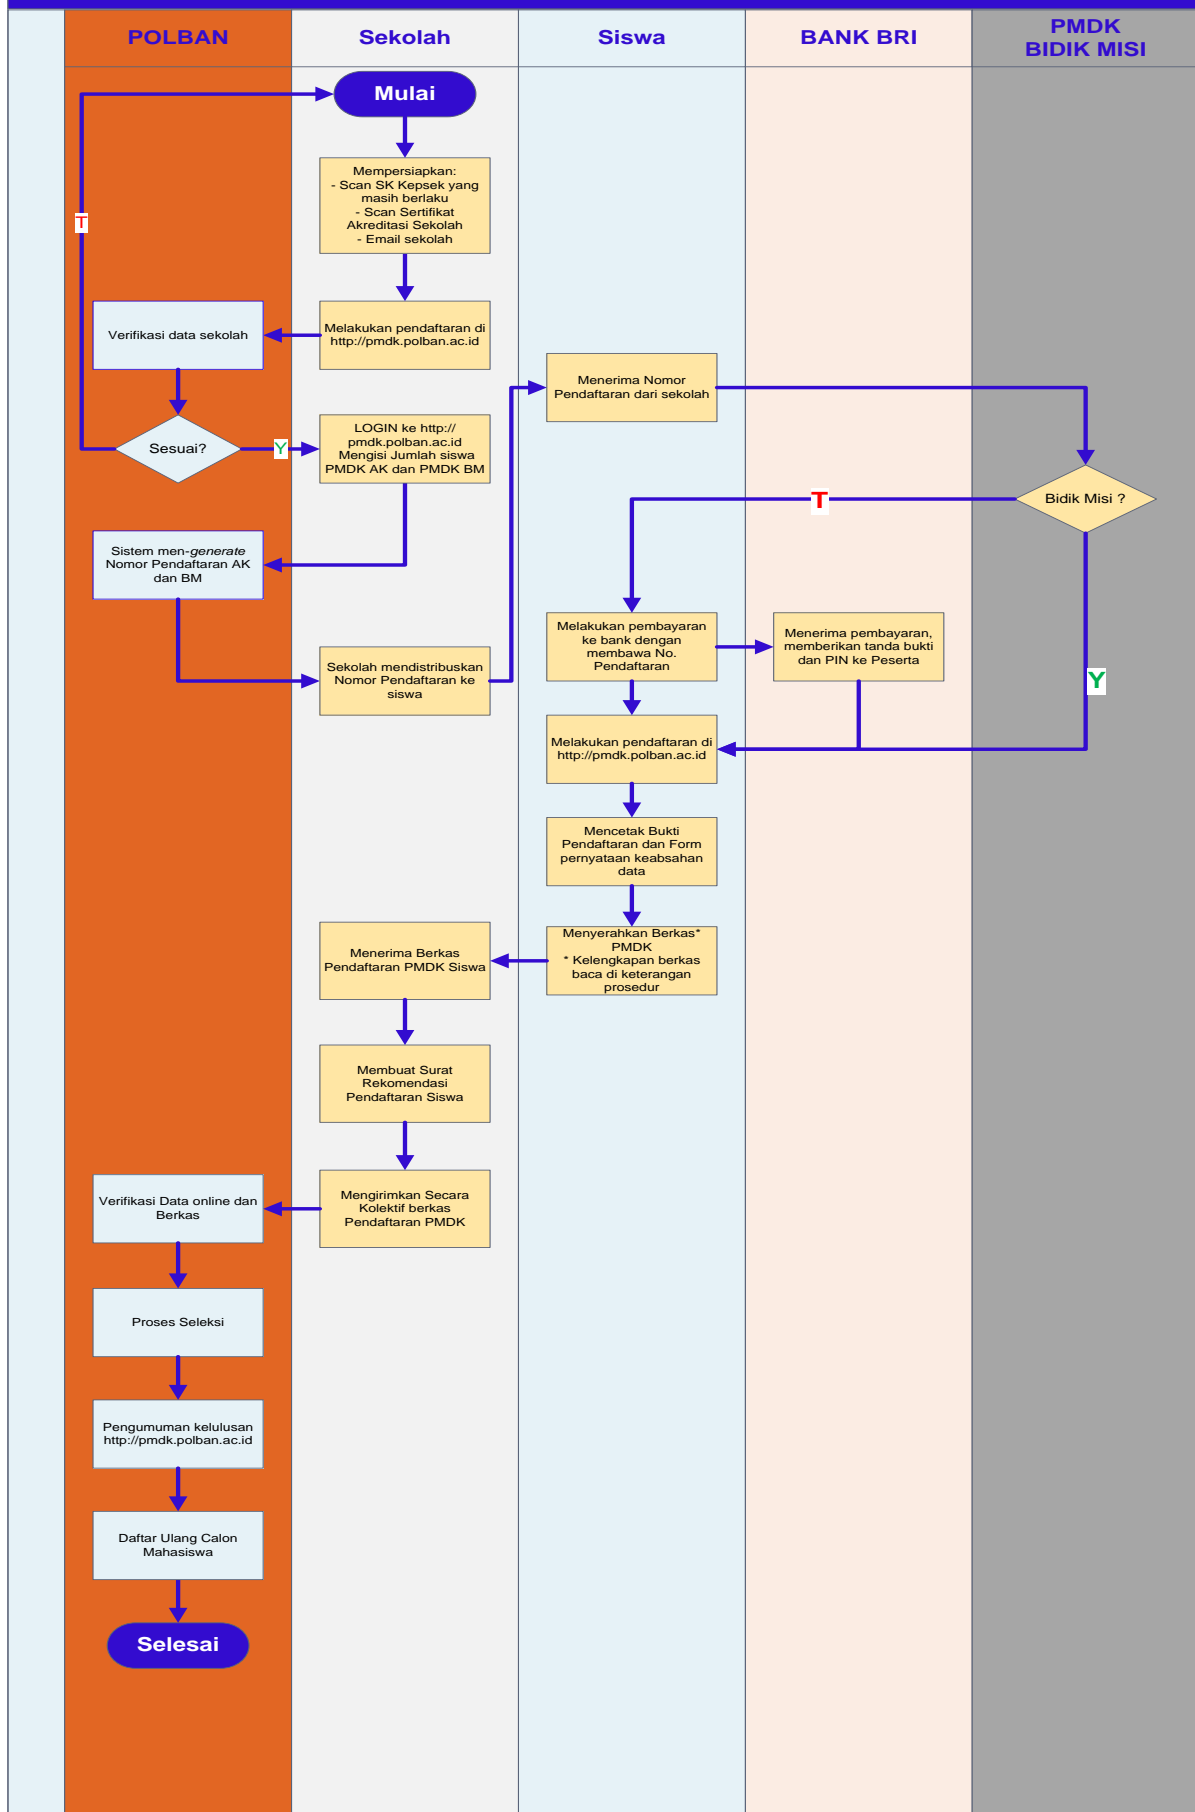 POLBAN
Sekolah
Siswa
BANK BRI
PMDK
BIDIK MISI
Mulai
Mempersiapkan:
- Scan SK Kepsek yang
masih berlaku
- Scan Sertifikat
Akreditasi Sekolah
- Email sekolah
T
Verifikasi data sekolah
Melakukan pendaftaran di
http://pmdk.polban.ac.id
Menerima Nomor
Pendaftaran dari sekolah
Sesuai?
Y
LOGIN ke http://
pmdk.polban.ac.id
Mengisi Jumlah siswa
PMDK AK dan PMDK BM
T
Bidik Misi ?
Sistem men-generate
Nomor Pendaftaran AK
dan BM
Melakukan pembayaran
ke bank dengan
membawa No.
Pendaftaran
Menerima pembayaran,
memberikan tanda bukti
dan PIN ke Peserta
Sekolah mendistribuskan
Nomor Pendaftaran ke
siswa
Y
Melakukan pendaftaran di
http://pmdk.polban.ac.id
Mencetak Bukti
Pendaftaran dan Form
pernyataan keabsahan
data
Menyerahkan Berkas*
PMDK
* Kelengkapan berkas
baca di keterangan
prosedur
Menerima Berkas
Pendaftaran PMDK Siswa
Membuat Surat
Rekomendasi
Pendaftaran Siswa
Mengirimkan Secara
Kolektif berkas
Pendaftaran PMDK
Verifikasi Data online dan
Berkas
Proses Seleksi
Pengumuman kelulusan
http://pmdk.polban.ac.id
Daftar Ulang Calon
Mahasiswa
Selesai